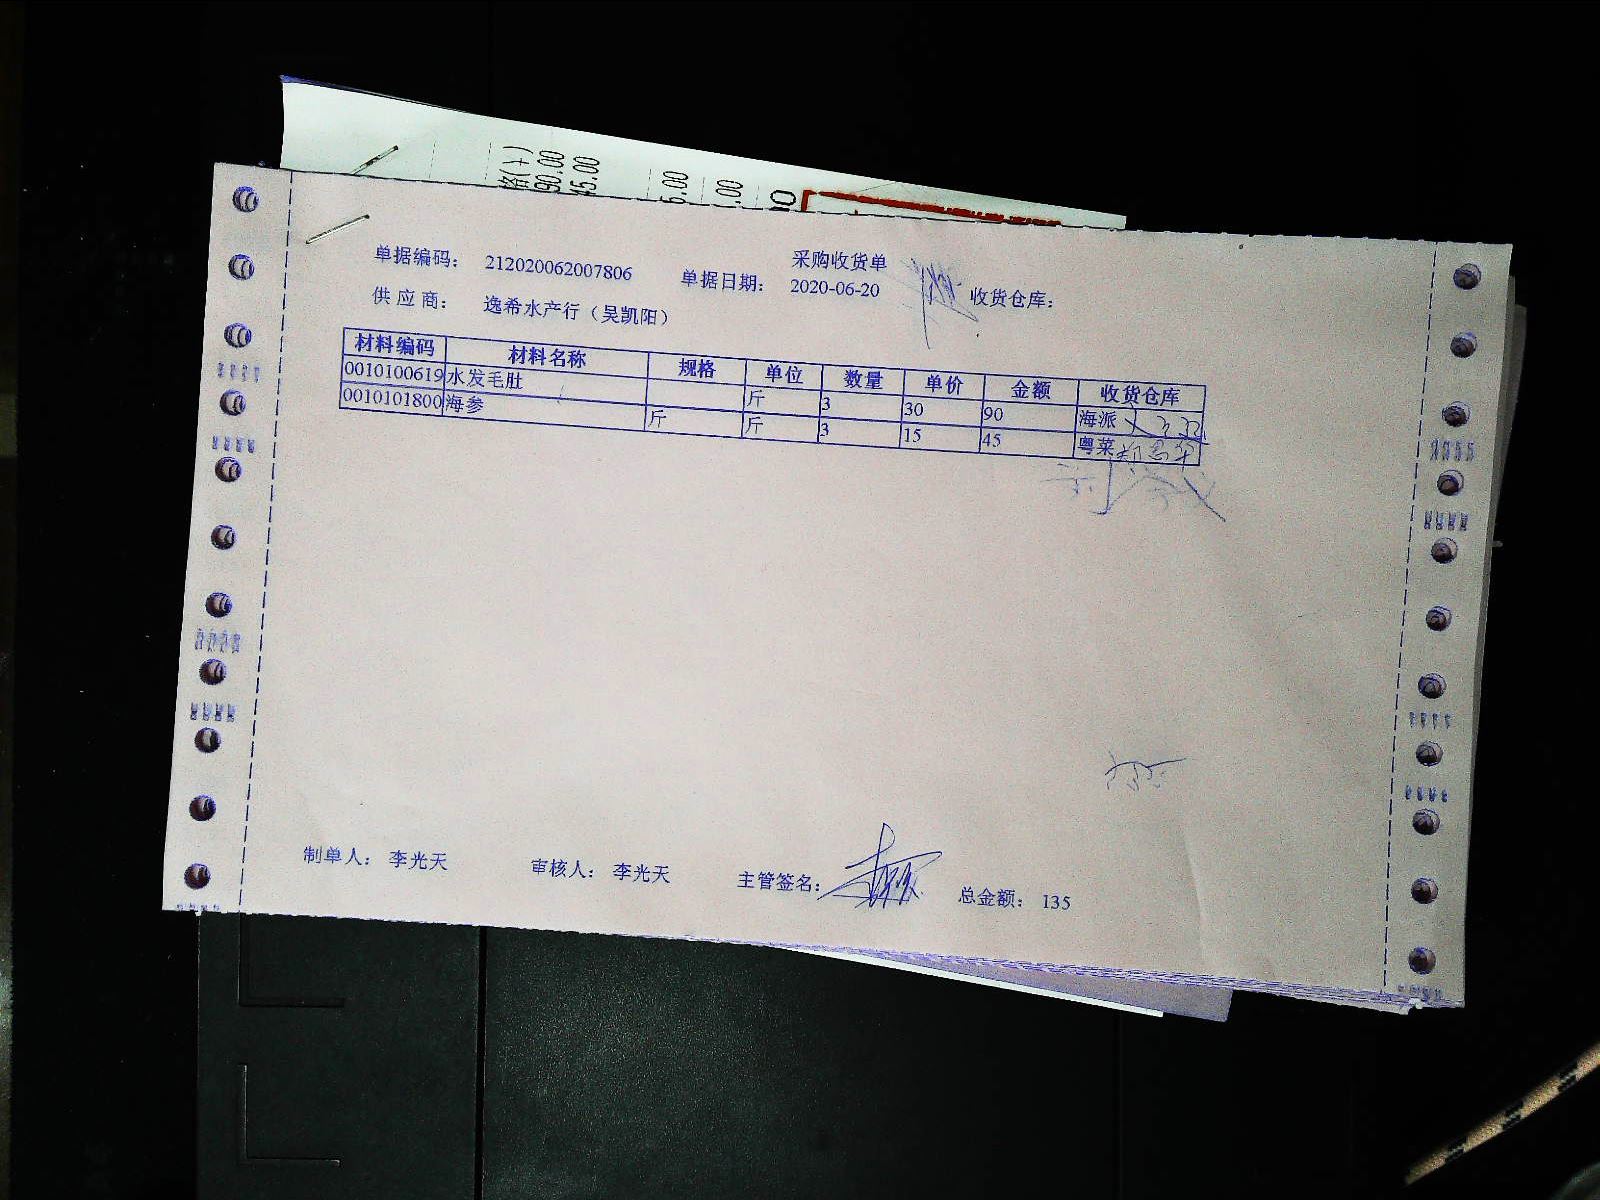 采购收货单
单据编码： 212020062007806 单据日期： 2020-06-20 收货仓库：
供 应 商： 逸希水产行（吴凯阳）
材料编码 材料名称 规格 单位 数量 单价 金额 收货仓库
0010100619 水发毛肚 斤 3 30 90 海派
0010101800 海参 斤 斤 3 15 45 粤菜
制单人： 李光天 审核人： 李光天 主管签名： 总金额： 135